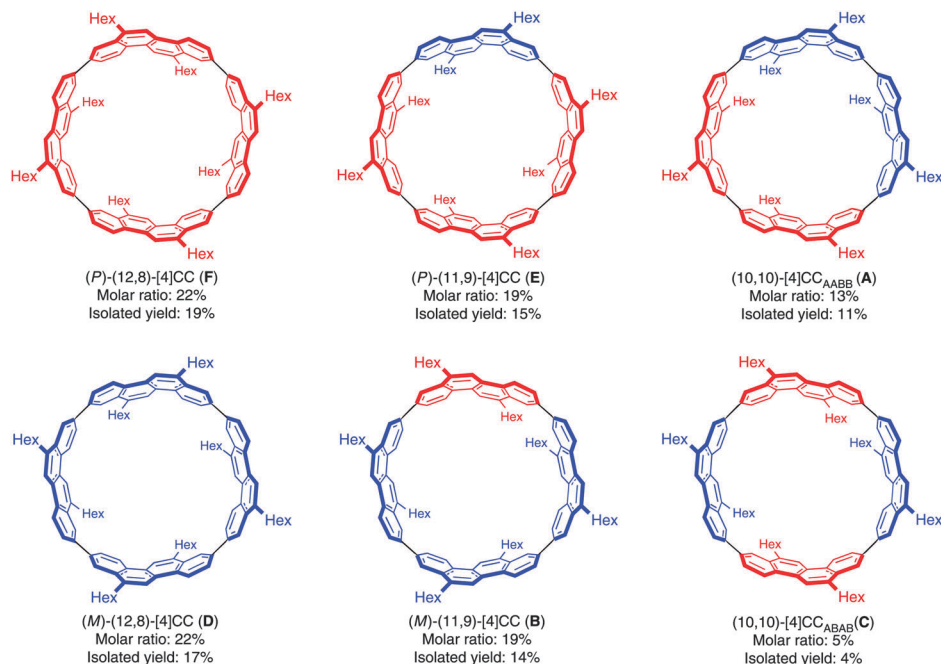 Hex
Hex
Hex
Hex
Hex
Hex
Hex
Hex
(P)-(12,8)-[4]CC (F)
Molar ratio: 22%
Isolated yield: 19%
Hex
Hex
Hex
Hex
Hex
Hex
Hex
Hex
(P)-(11,9)-[4]CC (E)
Molar ratio: 19%
Isolated yield: 15%
Hex
Hex
Hex
Hex
Hex
Hex
Hex
Hex
(10,10)-[4]CCAABB (A)
Molar ratio: 13%
Isolated yield: 11%
Hex
Hex
Hex
Hex
Hex
Hex
Hex
Hex
(M)-(12,8)-[4]CC (D)
Molar ratio: 22%
Isolated yield: 17%
Hex
Hex
Hex
Hex
Hex
Hex
Hex
Hex
(M)-(11,9)-[4]CC (B)
Molar ratio: 19%
Isolated yield: 14%
Hex
Hex
Hex
Hex
Hex
Hex
Hex
Hex
(10,10)-[4]CCABAB(C)
Molar ratio: 5%
Isolated yield: 4%